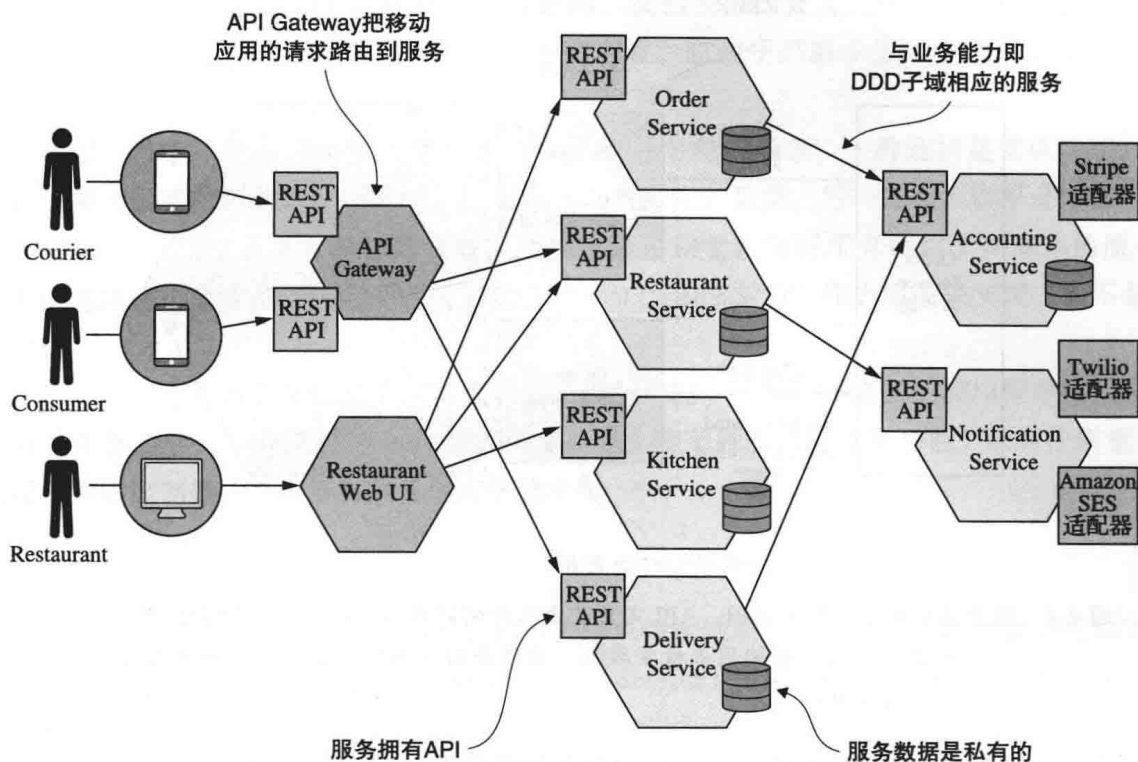 API Gateway把移动
应用的请求路由到服务
与业务能力即
DDD子域相应的服务
REST
API
Order
Service
Courier
REST
API
API
Gateway
REST
API
Consumer
REST
API
Restaurant
Service
REST
API
Accounting
Service
Stripe
适配器
REST
API
Notification
Service
Twilio
适配器
Amazon
SES
适配器
Restaurant
Restaurant
Web UI
REST
API
Kitchen
Service
REST
API
Delivery
Service
服务拥有API
服务数据是私有的